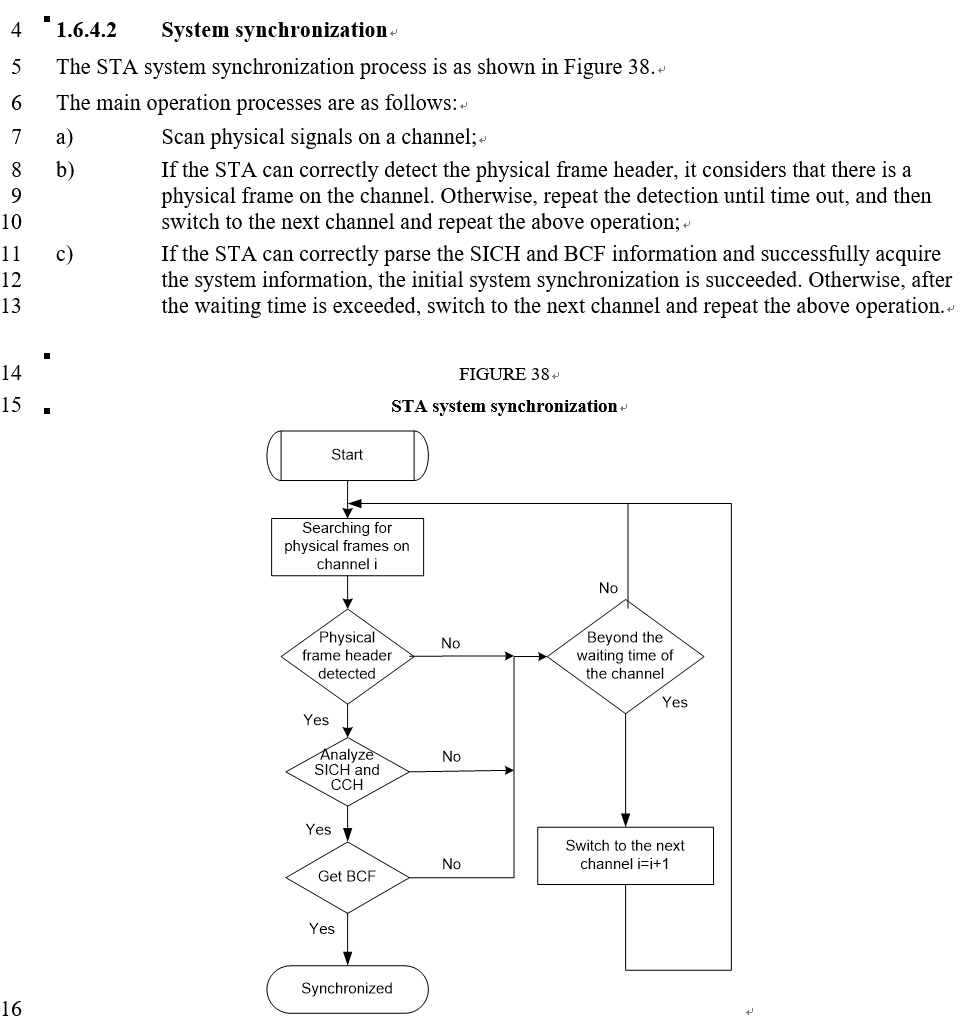 4 1.6.4.2 System synchronization
5 The STA system synchronization process is as shown in Figure 38.
6 The main operation processes are as follows:
7 a) Scan physical signals on a channel;
8 b) If the STA can correctly detect the physical frame header, it considers that there is a
9 physical frame on the channel. Otherwise, repeat the detection until time out, and then
10 switch to the next channel and repeat the above operation;
11 c) If the STA can correctly parse the SICH and BCF information and successfully acquire
12 the system information, the initial system synchronization is succeeded. Otherwise, after
13 the waiting time is exceeded, switch to the next channel and repeat the above operation.
14 FIGURE 38
15 STA system synchronization
Start
Searching for
physical frames on
channel i
No
Physical
frame header
detected
No
Beyond the
waiting time of
the channel
Yes
Yes
Analyze
SICH and
CCH
No
Yes
Get BCF
No
Switch to the next
channel i=i+1
Yes
Synchronized
16